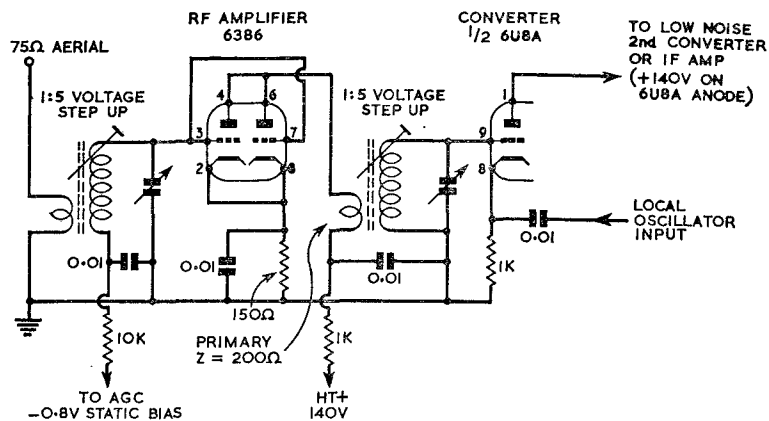 RF AMPLIFIER
6386
CONVERTER
1/2 6U8A
75Ω AERIAL
TO LOW NOISE
2nd CONVERTER
OR IF AMP
(+140V ON
6U8A ANODE)
1:5 VOLTAGE
STEP UP
1:5 VOLTAGE
STEP UP
4
6
1
3
7
9
2
8
8
LOCAL
OSCILLATOR
INPUT
0.01
0.01
0.01
0.01
1K
150Ω
10K
PRIMARY
Z = 200Ω
1K
TO AGC
-0.8V STATIC BIAS
HT+
140V